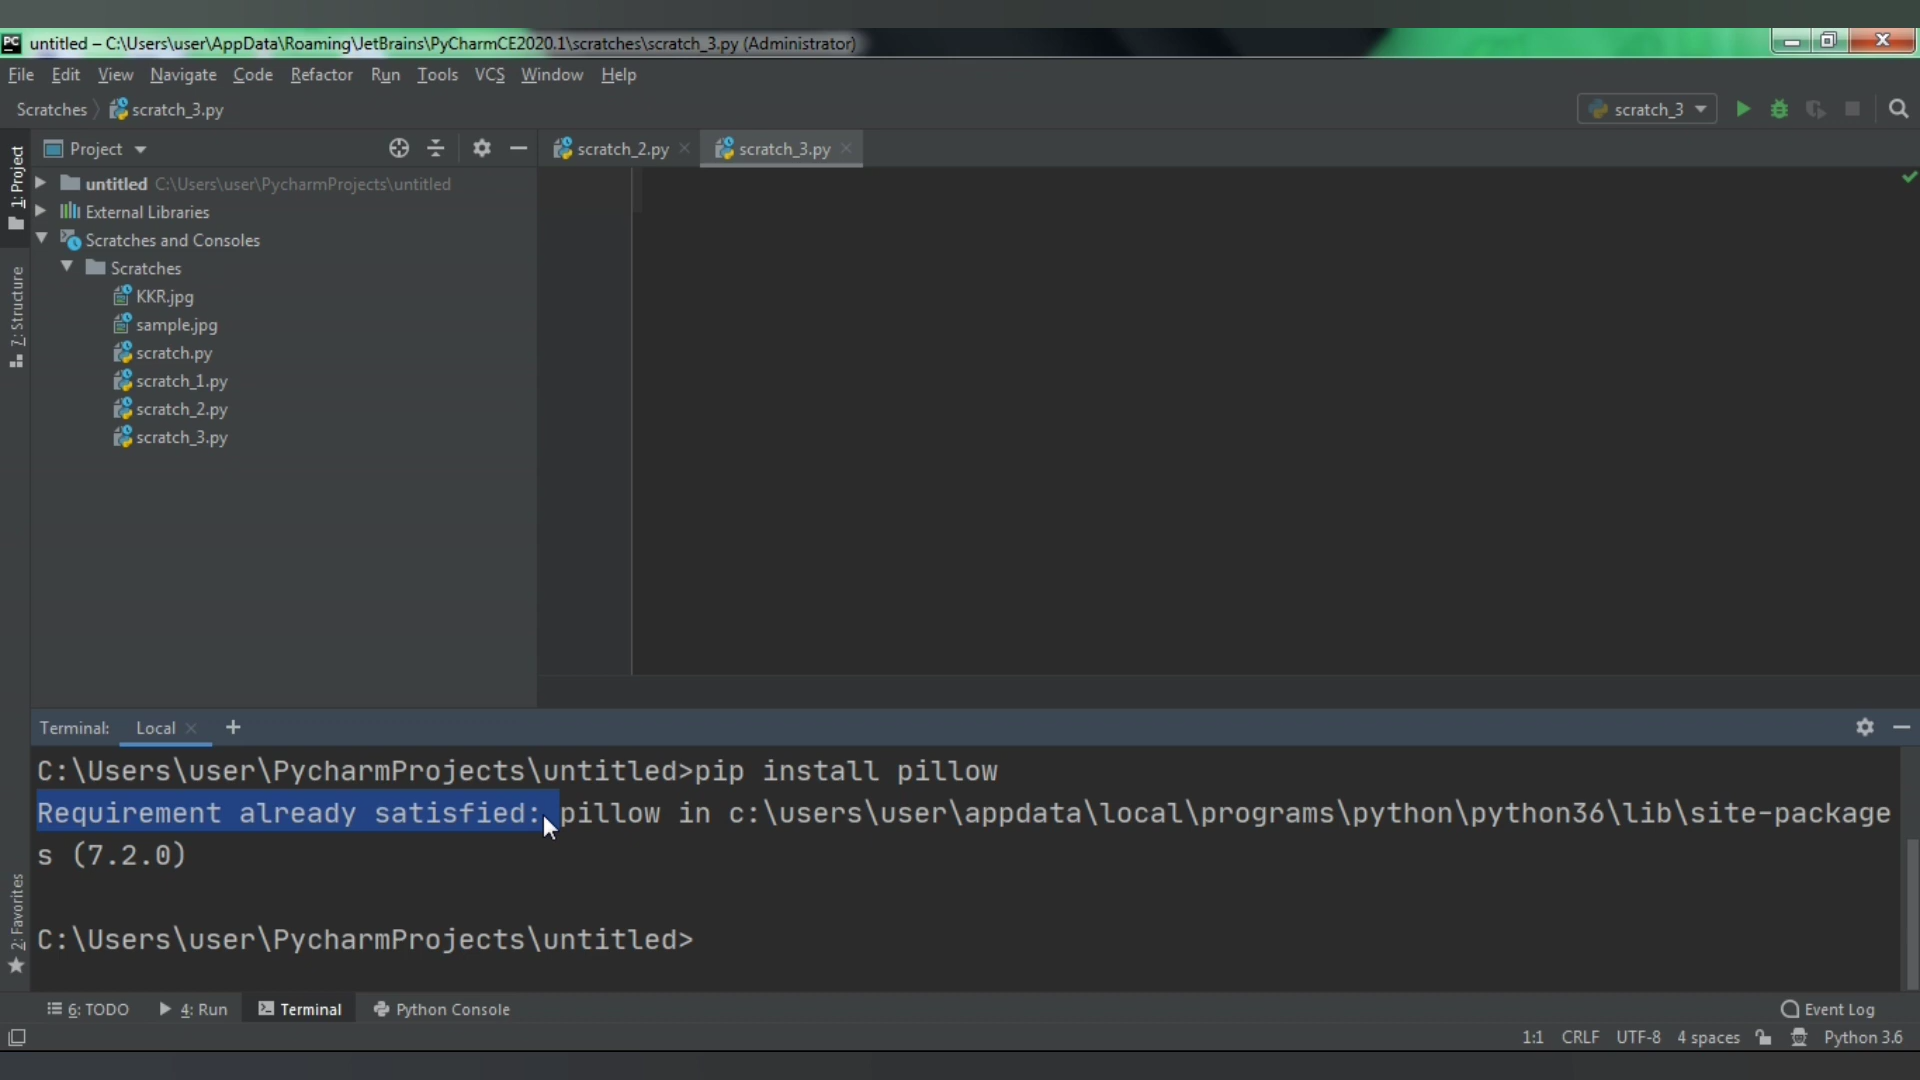 PC untitled – C:\Users\user\AppData\Roaming\JetBrains\PyCharmCE2020.1\scratches\scratch_3.py (Administrator)
File Edit View Navigate Code Refactor Run Tools VCS Window Help
Scratches scratch_3.py
scratch_3
1: Project
7: Structure
2: Favorites
Project
untitled C:\Users\user\PycharmProjects\untitled
External Libraries
Scratches and Consoles
Scratches
KKR.jpg
sample.jpg
scratch.py
scratch_1.py
scratch_2.py
scratch_3.py
scratch_2.py scratch_3.py
Terminal: Local +
C:\Users\user\PycharmProjects\untitled>pip install pillow
Requirement already satisfied: pillow in c:\users\user\appdata\local\programs\python\python36\lib\site-package
s (7.2.0)
C:\Users\user\PycharmProjects\untitled>
6: TODO 4: Run Terminal Python Console Event Log
1:1 CRLF UTF-8 4 spaces Python 3.6